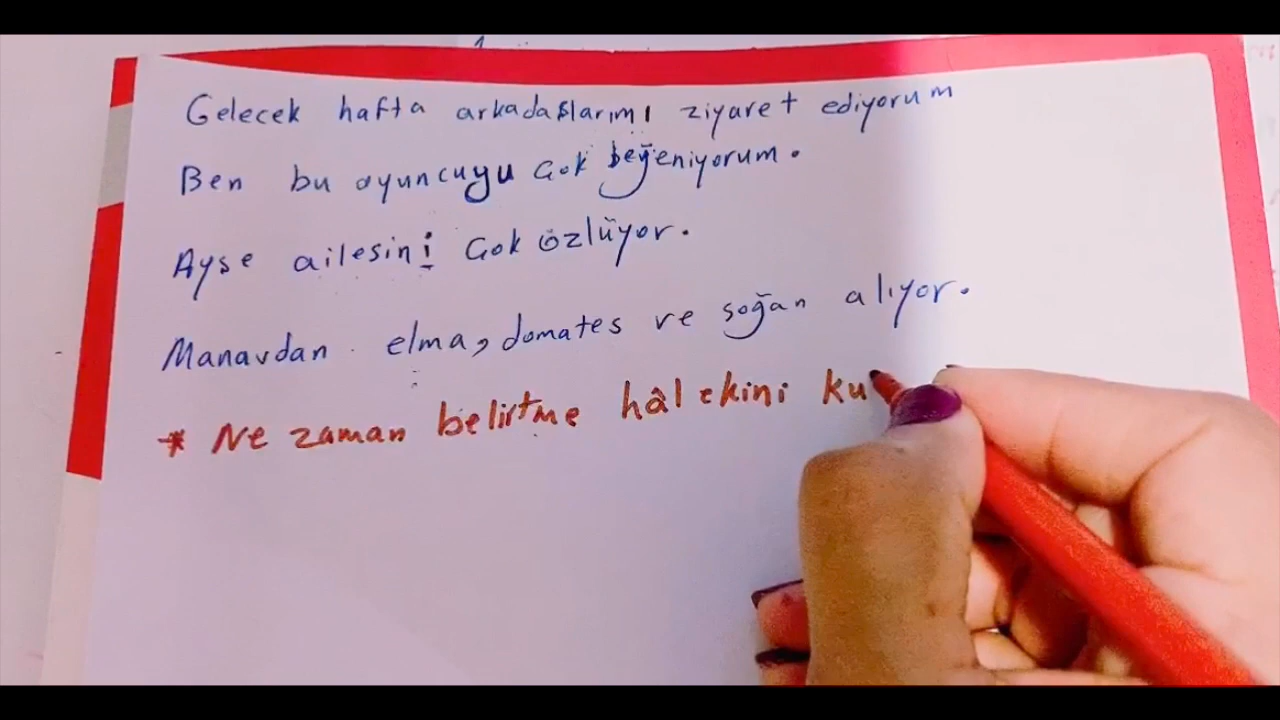 Gelecek hafta arkadaşlarımı ziyaret ediyorum
Ben bu oyuncuyu çok beğeniyorum.
Ayşe ailesini çok özlüyor.
Manavdan elma, domates ve soğan alıyor.
* Ne zaman belirtme hâl ekini ku